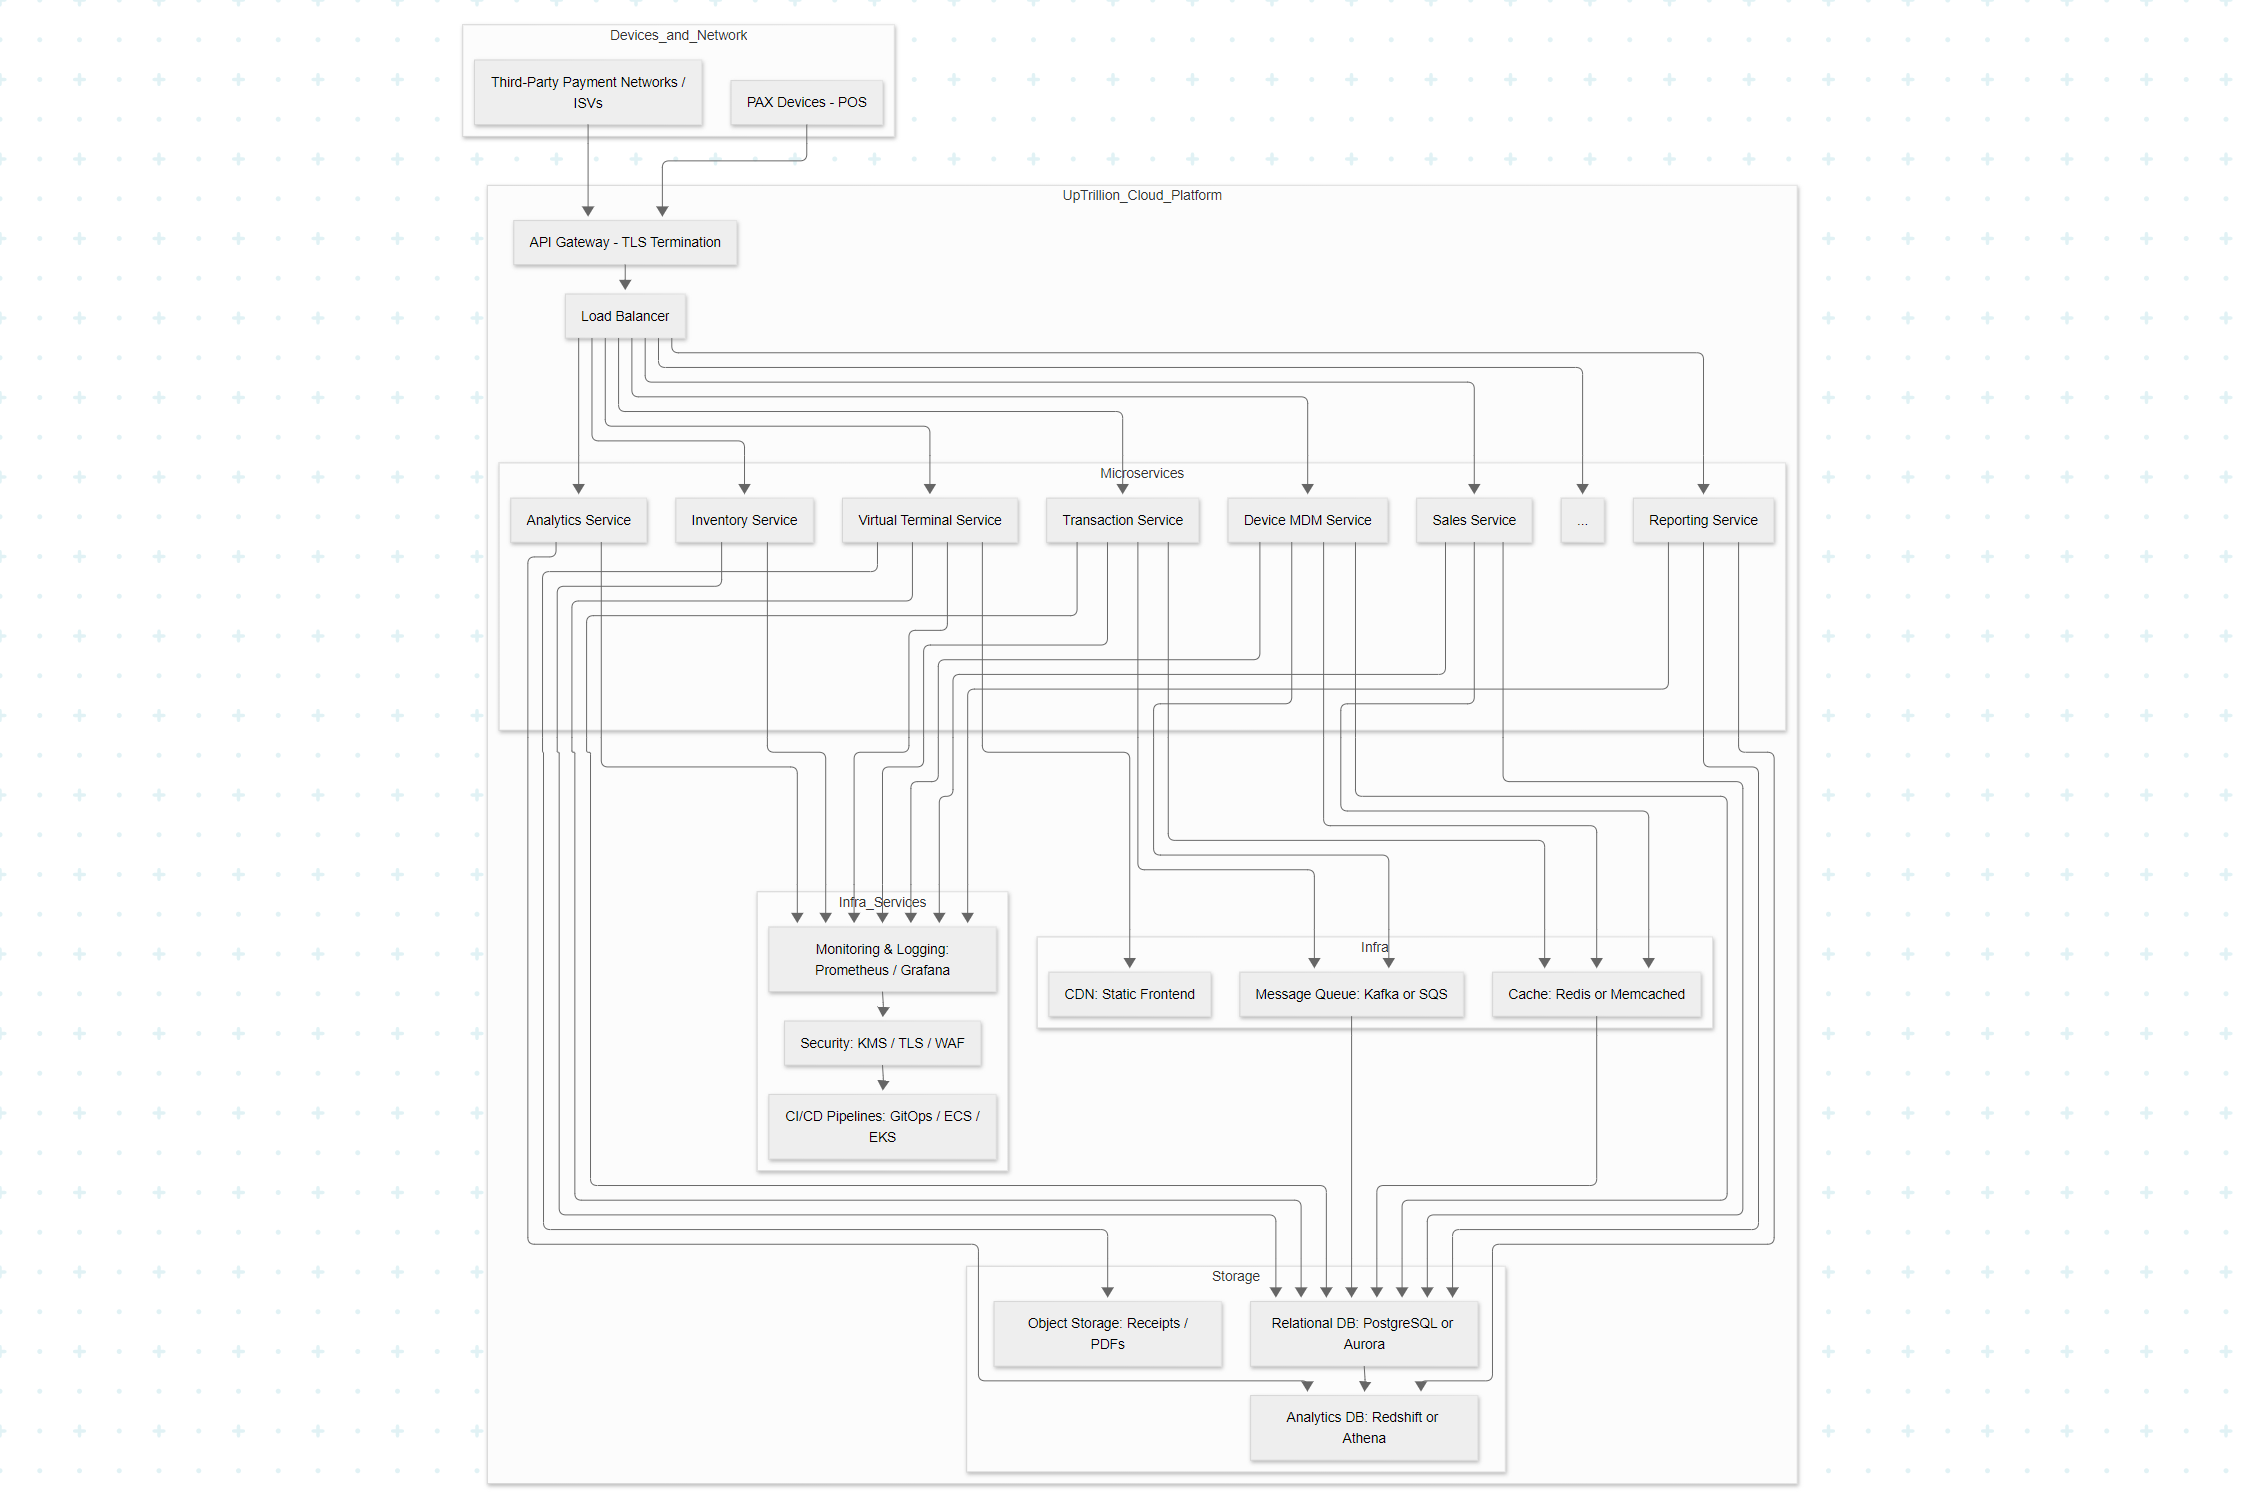 Devices_and_Network
Third-Party Payment Networks /
ISVs
PAX Devices - POS
UpTrillion_Cloud_Platform
API Gateway - TLS Termination
Load Balancer
Microservices
Analytics Service
Inventory Service
Virtual Terminal Service
Transaction Service
Device MDM Service
Sales Service
...
Reporting Service
Infra_Services
Monitoring & Logging:
Prometheus / Grafana
Security: KMS / TLS / WAF
CI/CD Pipelines: GitOps / ECS /
EKS
Infra
CDN: Static Frontend
Message Queue: Kafka or SQS
Cache: Redis or Memcached
Storage
Object Storage: Receipts /
PDFs
Relational DB: PostgreSQL or
Aurora
Analytics DB: Redshift or
Athena